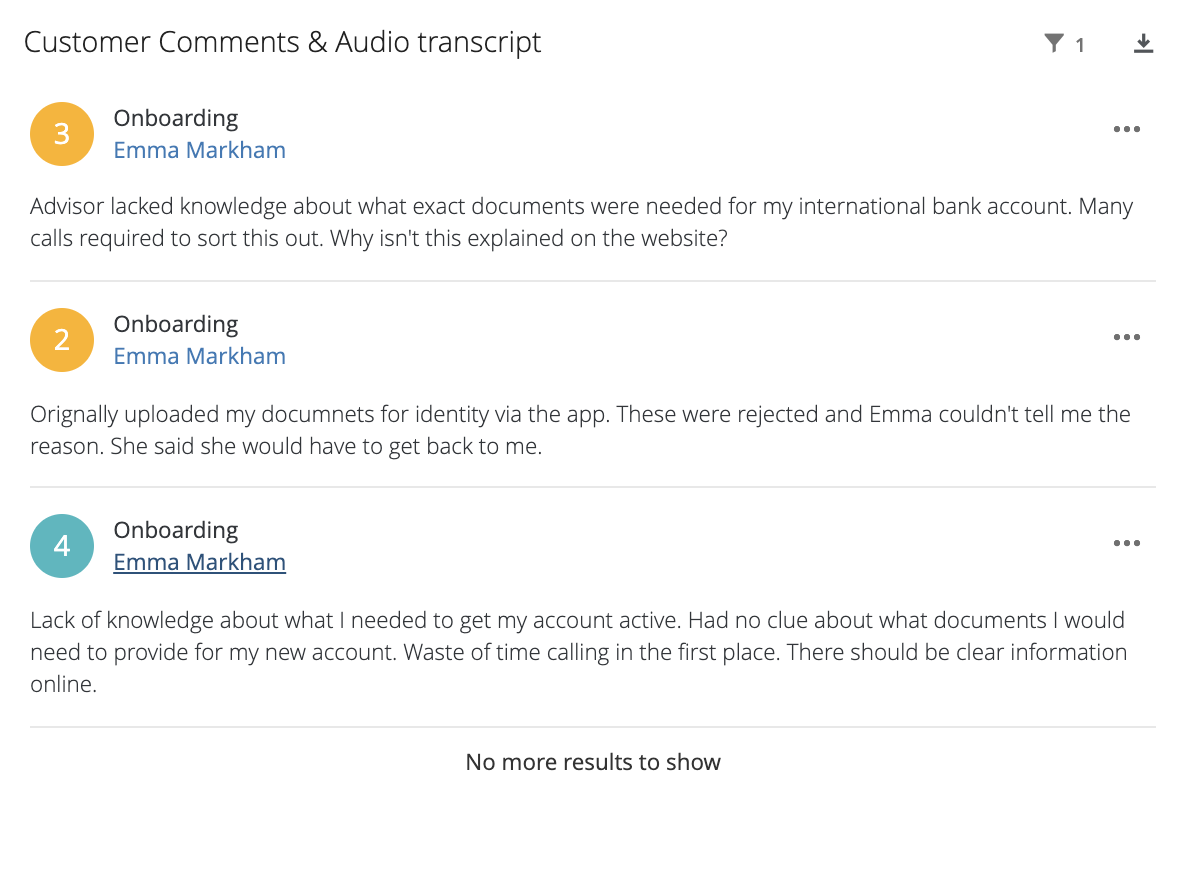 Customer Comments & Audio transcript
1
3
Onboarding
Emma Markham
Advisor lacked knowledge about what exact documents were needed for my international bank account. Many
calls required to sort this out. Why isn't this explained on the website?
2
Onboarding
Emma Markham
Orignally uploaded my documnets for identity via the app. These were rejected and Emma couldn't tell me the
reason. She said she would have to get back to me.
4
Onboarding
Emma Markham
Lack of knowledge about what I needed to get my account active. Had no clue about what documents I would
need to provide for my new account. Waste of time calling in the first place. There should be clear information
online.
No more results to show